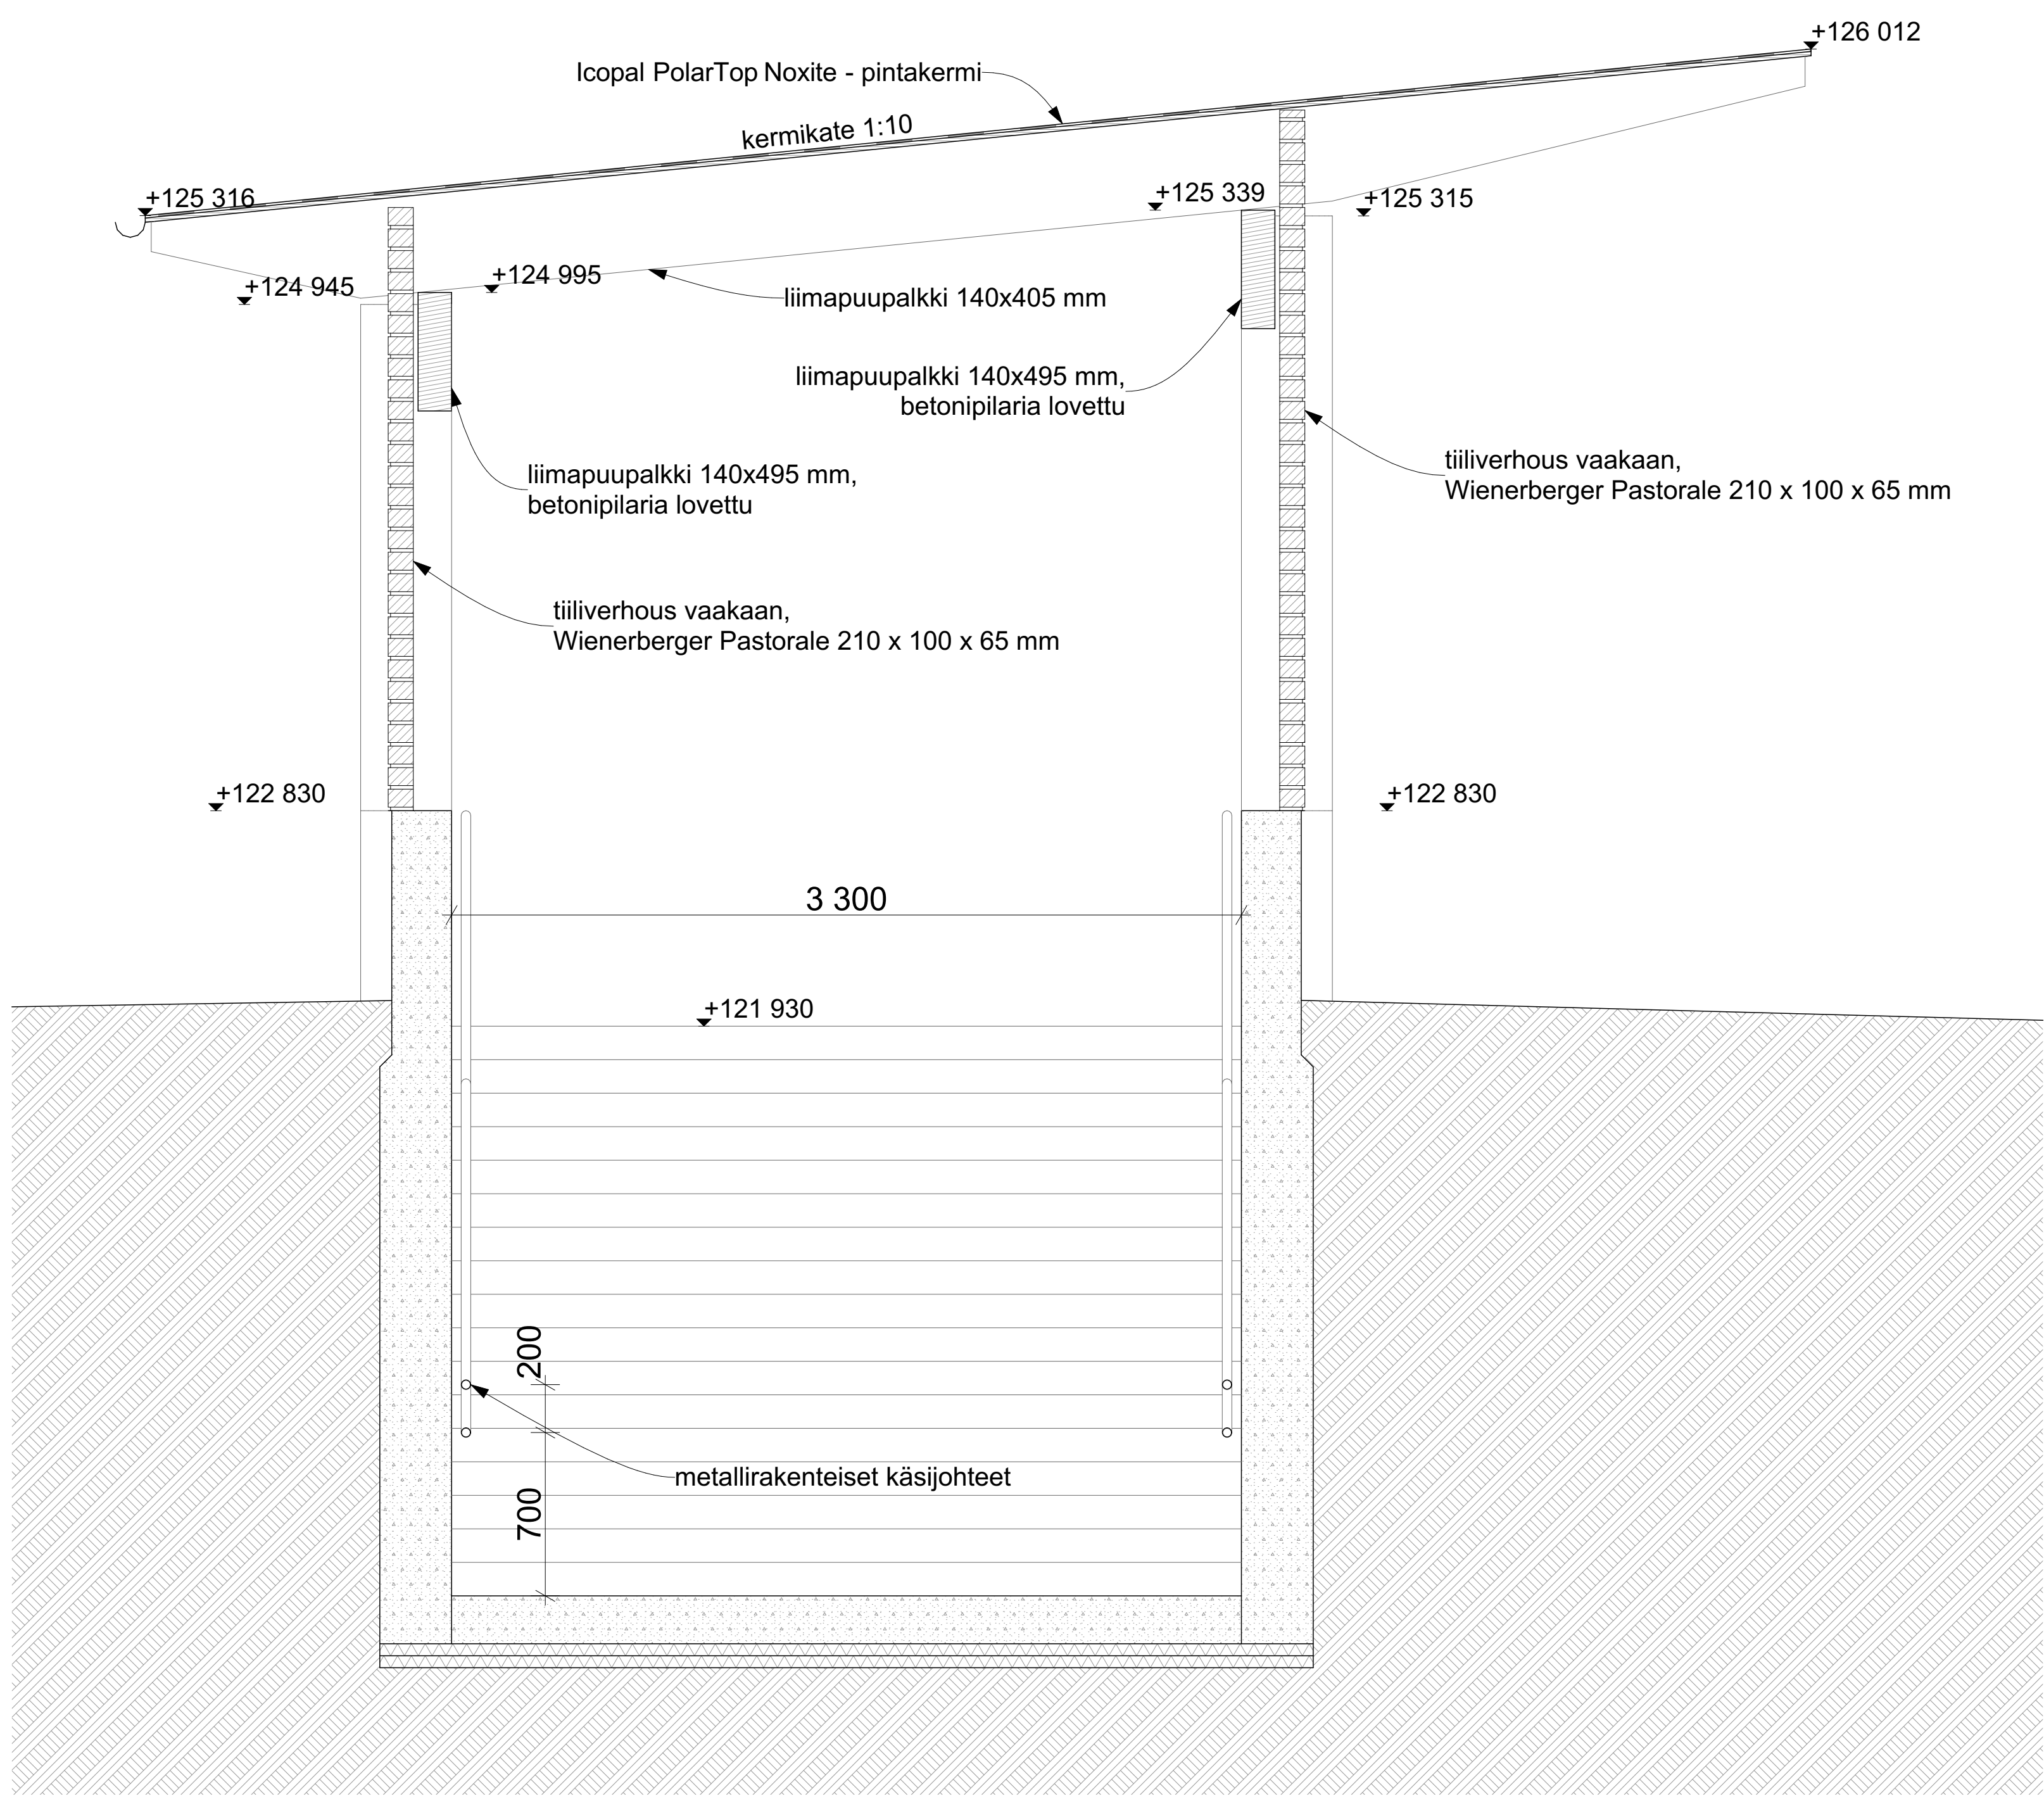 +126 012
Icopal PolarTop Noxite - pintakermi
kermikate 1:10
+125 316
+125 339
+125 315
+124 945
+124 995
liimapuupalkki 140x405 mm
liimapuupalkki 140x495 mm,
betonipilaria lovettu
tiiliverhous vaakaan,
Wienerberger Pastorale 210 x 100 x 65 mm
liimapuupalkki 140x495 mm,
betonipilaria lovettu
tiiliverhous vaakaan,
Wienerberger Pastorale 210 x 100 x 65 mm
+122 830
+122 830
3 300
+121 930
200
metallirakenteiset käsijohteet
700